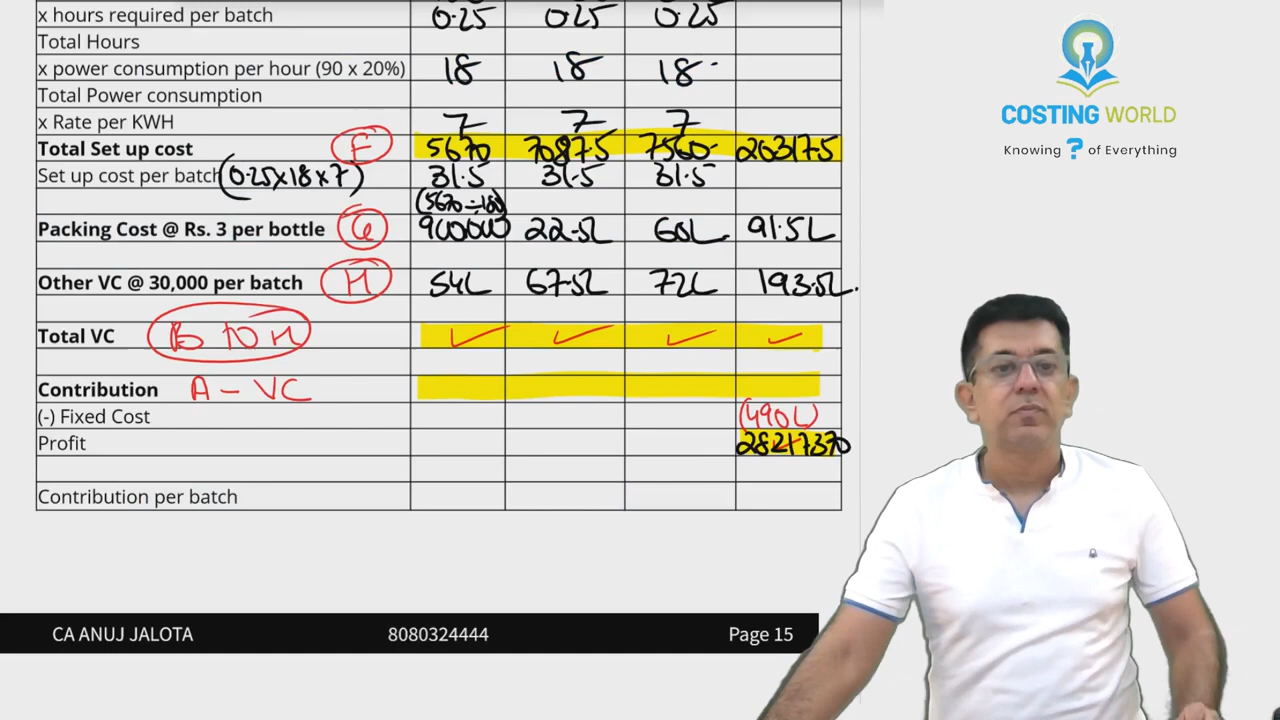 x hours required per batch 0.25 0.25 0.25
Total Hours
x power consumption per hour (90 x 20%) 18 18 18
Total Power consumption
x Rate per KWH 7 7 7
Total Set up cost F 5670 7087.5 7560 20317.5
Set up cost per batch (0.25x18x7) 31.5 31.5 31.5
(5670 ÷ 180)
Packing Cost @ Rs. 3 per bottle G 900000 22.5L 60L 91.5L
Other VC @ 30,000 per batch H 54L 67.5L 72L 193.5L
Total VC B TO H ✓ ✓ ✓ ✓
Contribution A - VC
(-) Fixed Cost (490L)
Profit 28217370
Contribution per batch
CA ANUJ JALOTA 8080324444 Page 15
COSTING WORLD
Knowing ? of Everything